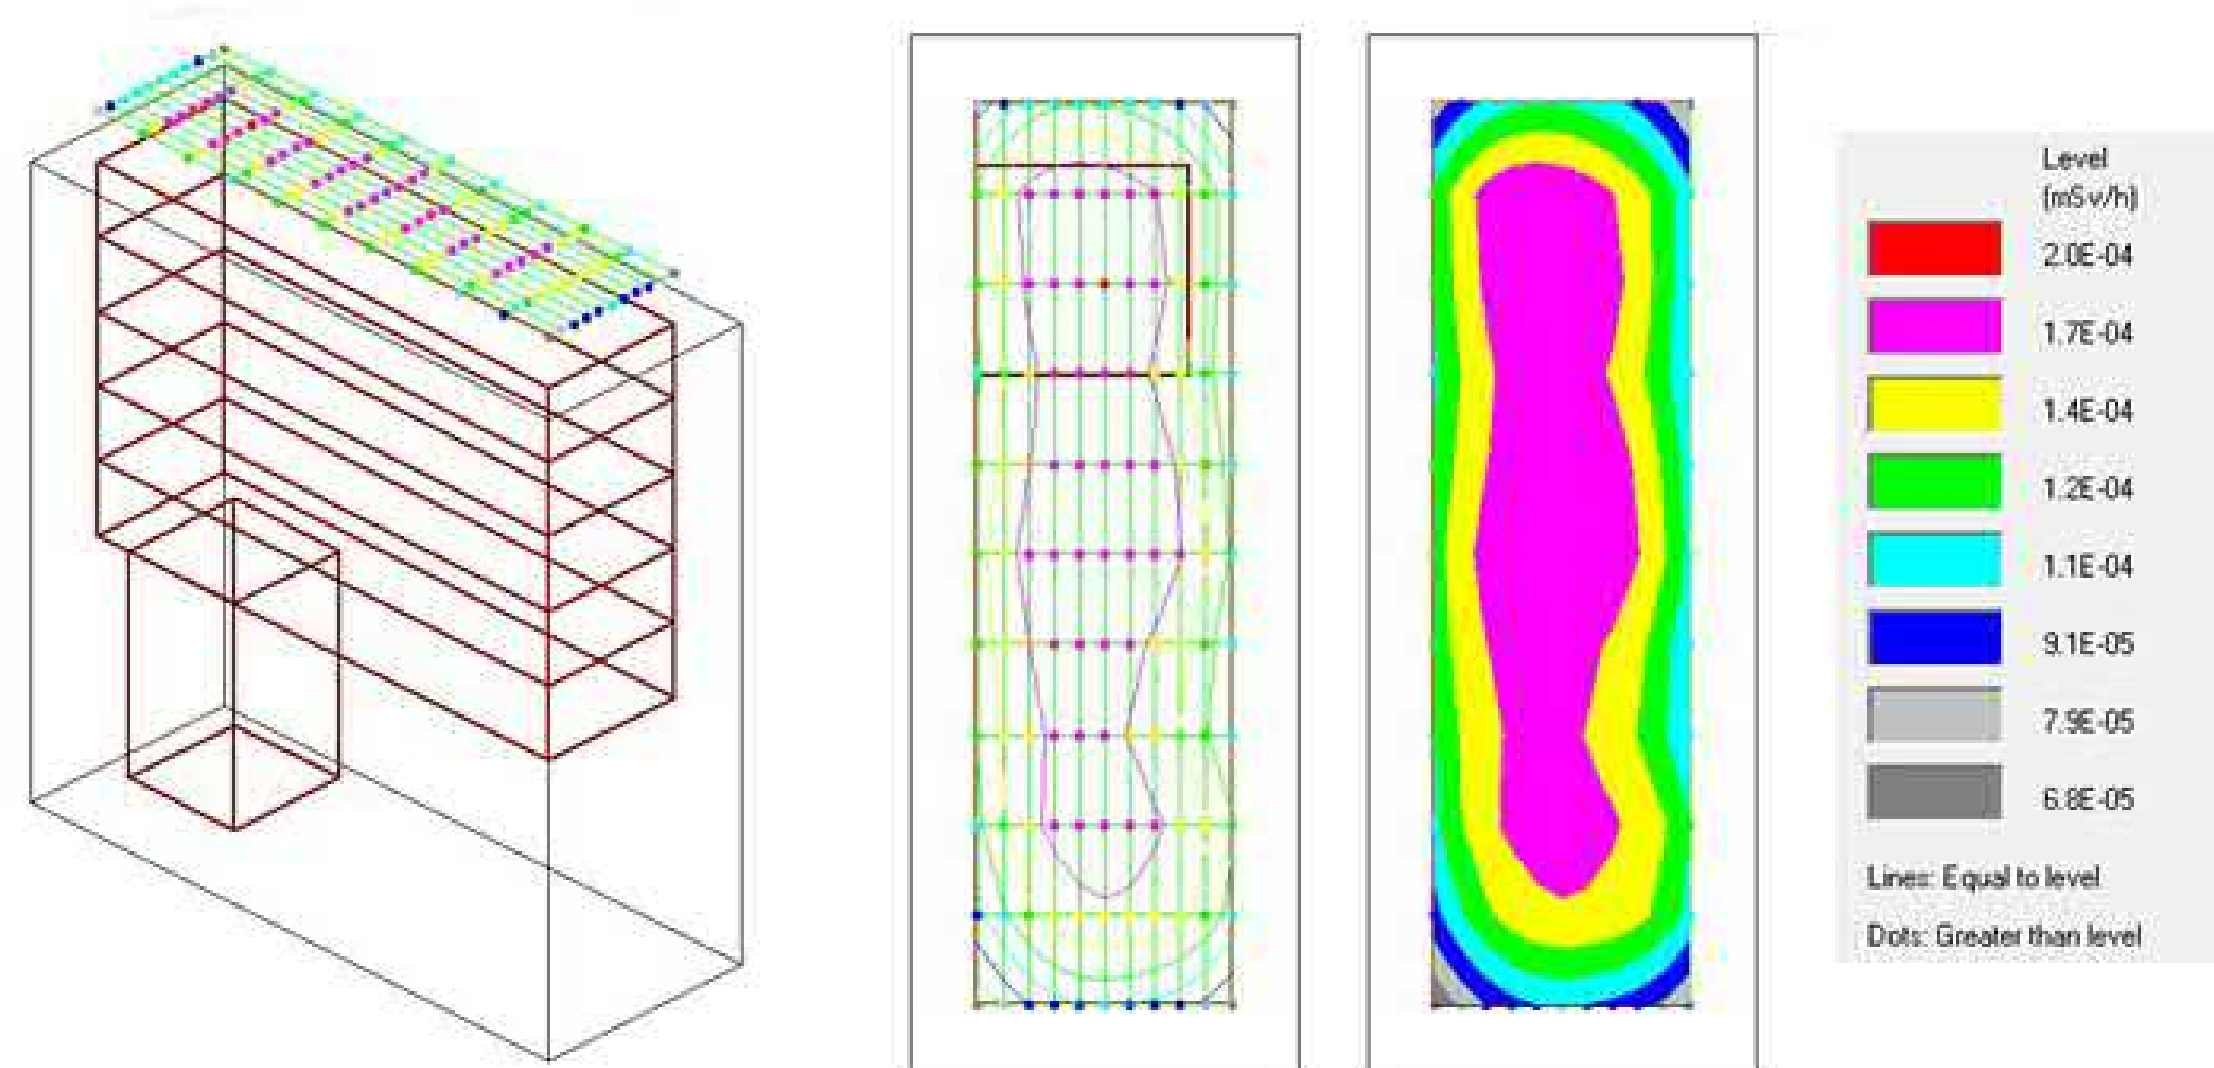 Level
(mSv/h)
2.0E-04
1.7E-04
1.4E-04
1.2E-04
1.1E-04
9.1E-05
7.9E-05
6.8E-05
Lines: Equal to level
Dots: Greater than level